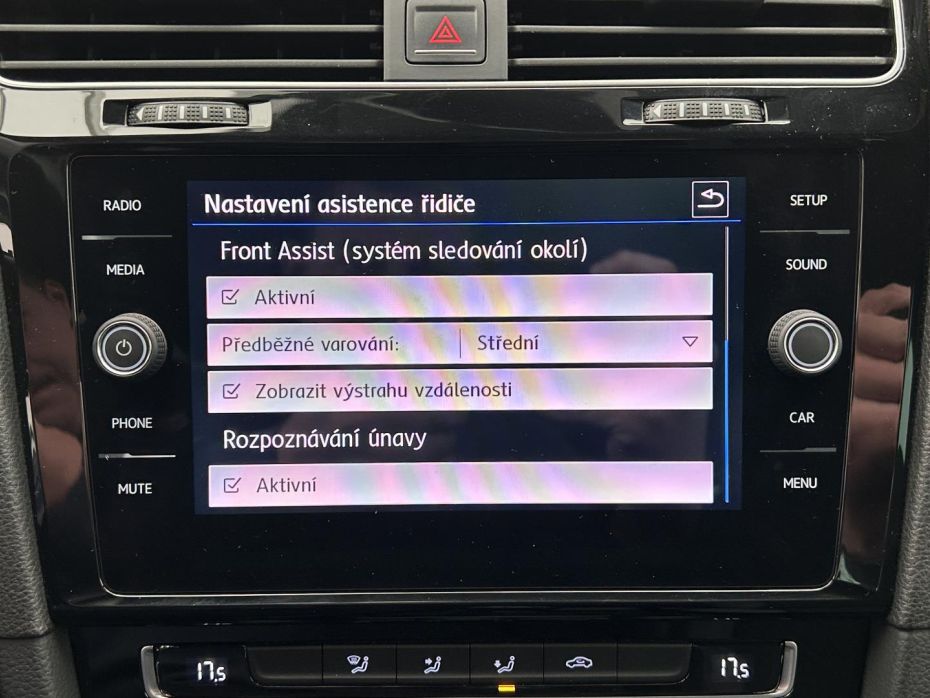 RADIO
Nastavení asistence řidiče
SETUP
MEDIA
Front Assist (systém sledování okolí)
SOUND
Aktivní
Předběžné varování:
Střední
Zobrazit výstrahu vzdálenosti
PHONE
Rozpoznávání únavy
CAR
MUTE
Aktivní
MENU
17.5
17.5